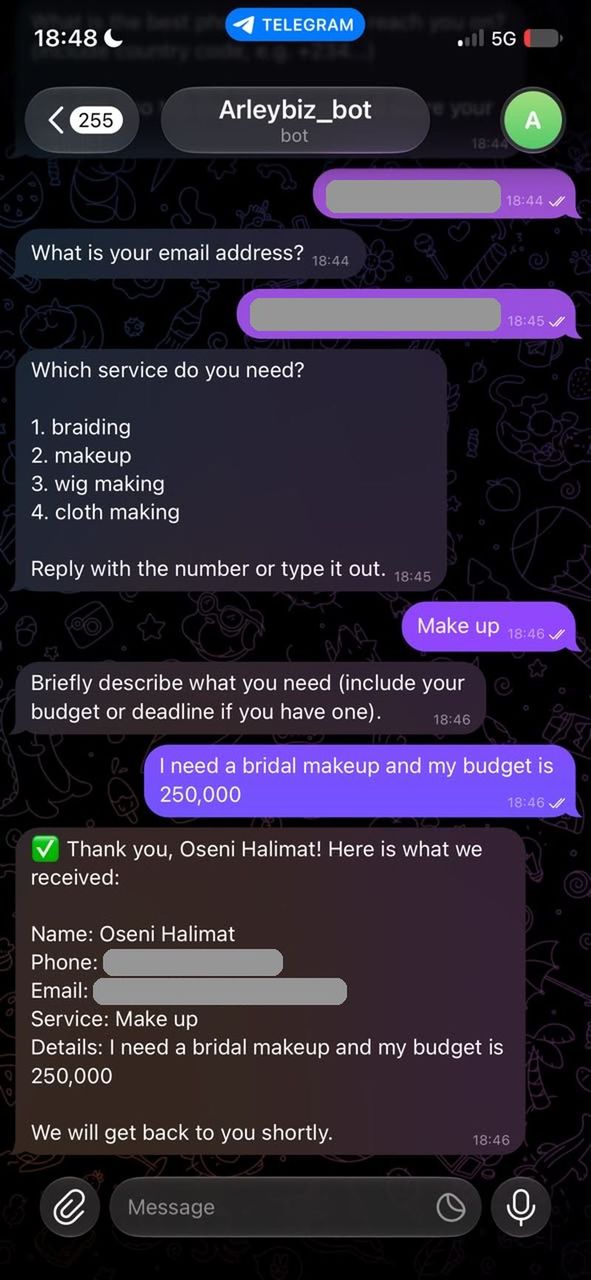 18:48
TELEGRAM
5G
255
Arleybiz_bot
bot
A
18:44
18:44
What is your email address? 18:44
18:45
Which service do you need?
1. braiding
2. makeup
3. wig making
4. cloth making
Reply with the number or type it out. 18:45
Make up 18:46
Briefly describe what you need (include your
budget or deadline if you have one). 18:46
I need a bridal makeup and my budget is
250,000 18:46
✅ Thank you, Oseni Halimat! Here is what we
received:
Name: Oseni Halimat
Phone:
Email:
Service: Make up
Details: I need a bridal makeup and my budget is
250,000
We will get back to you shortly. 18:46
Message